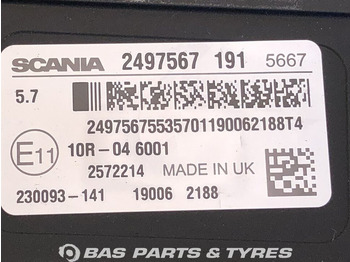 SCANIA 2497567 191 5667
5.7
24975675535701190062188T4
E11 10R-04 6001
2572214 MADE IN UK
230093-141 19006 2188
BAS PARTS & TYRES